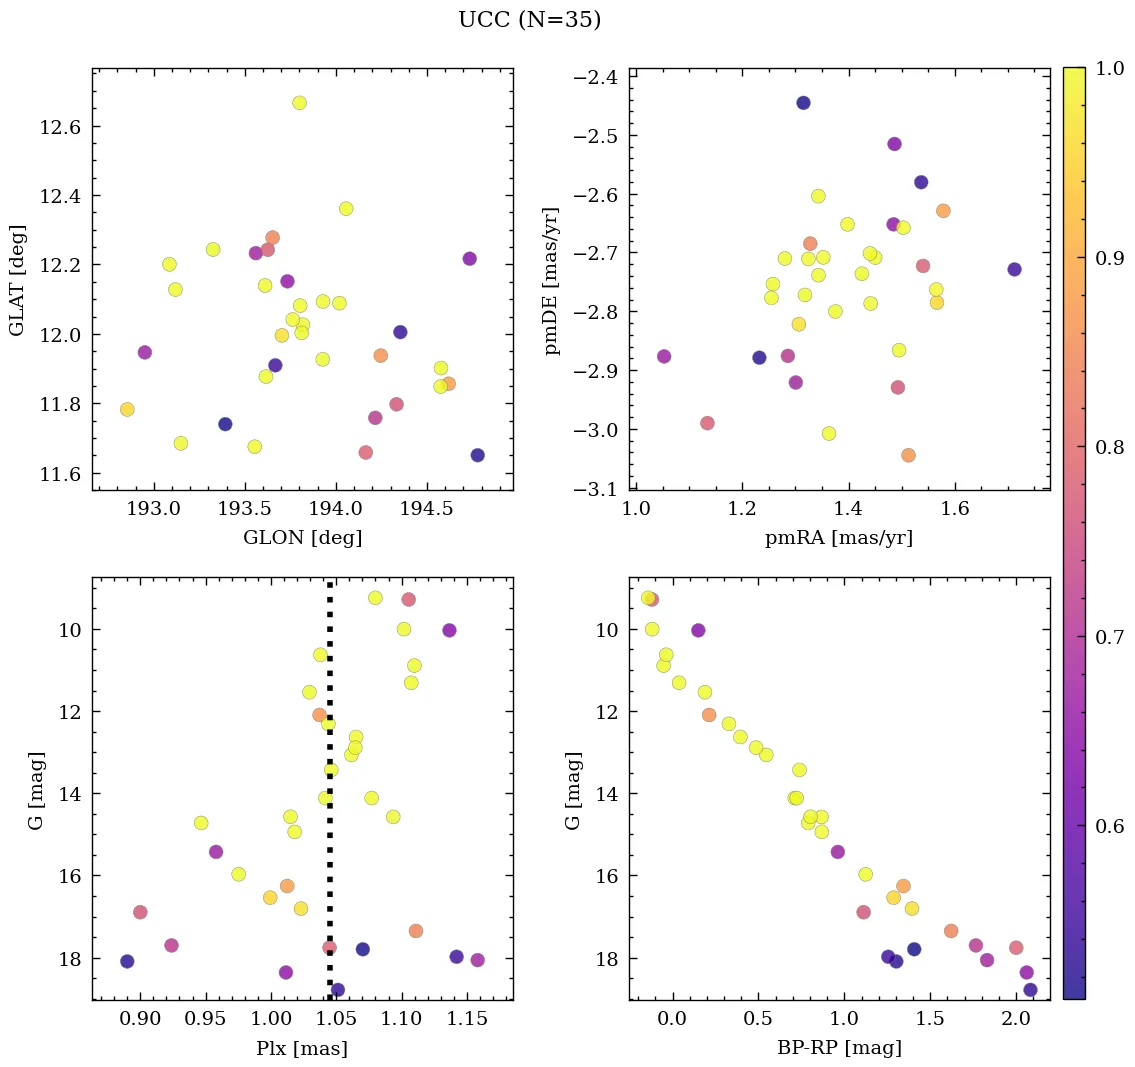 UCC (N=35)
12.6
12.4
12.2
12.0
11.8
11.6
GLAT [deg]
193.0 193.5 194.0 194.5
GLON [deg]
−2.4
−2.5
−2.6
−2.7
−2.8
−2.9
−3.0
−3.1
pmDE [mas/yr]
1.0 1.2 1.4 1.6
pmRA [mas/yr]
10
12
14
16
18
G [mag]
0.90 0.95 1.00 1.05 1.10 1.15
Plx [mas]
10
12
14
16
18
G [mag]
0.0 0.5 1.0 1.5 2.0
BP-RP [mag]
1.0
0.9
0.8
0.7
0.6